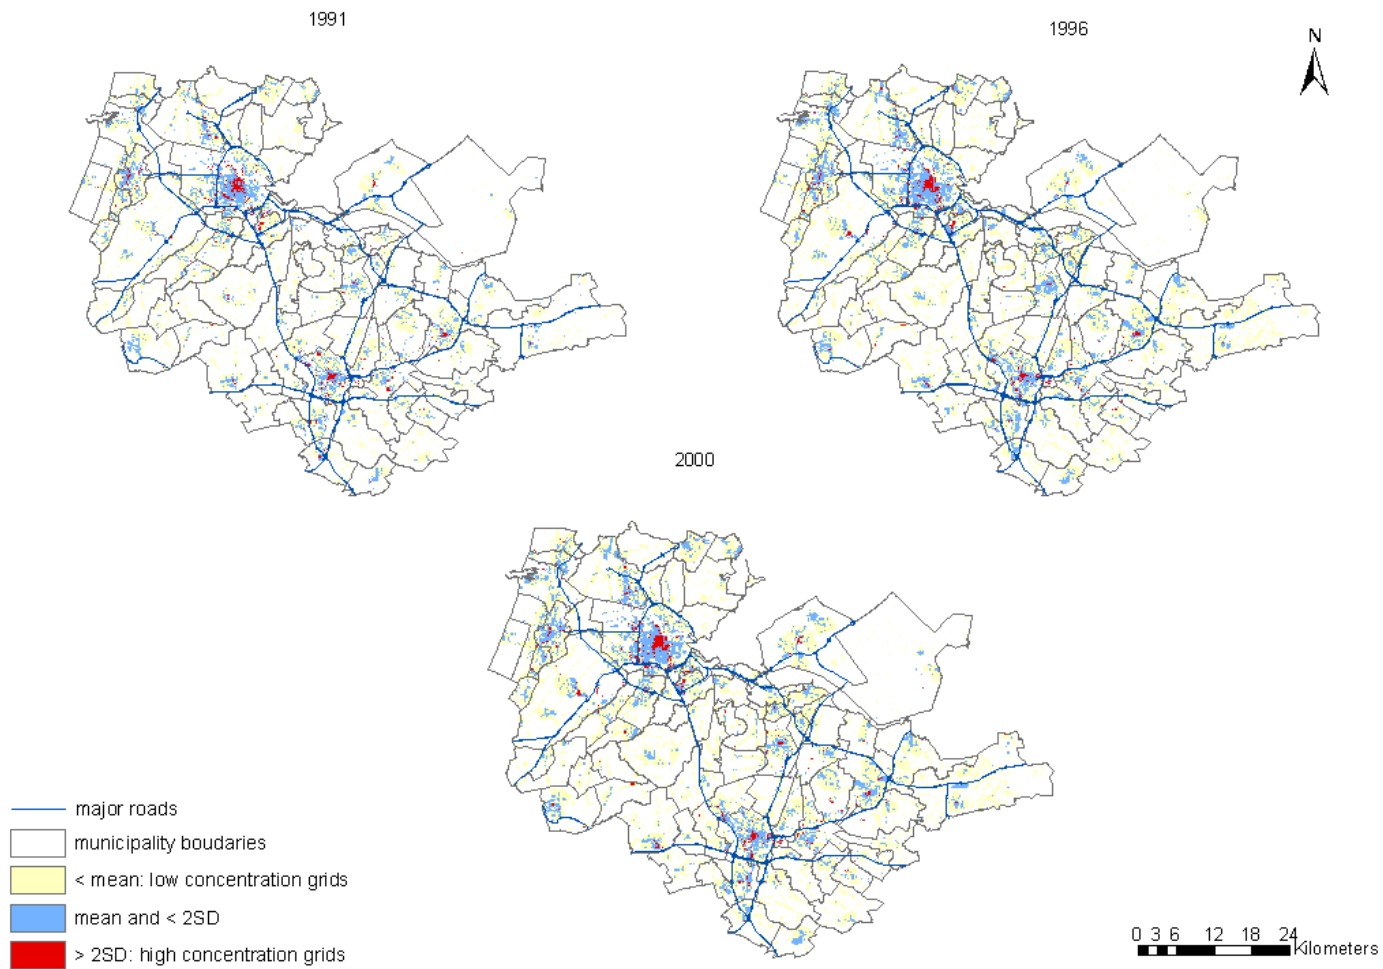 1991
1996
N
2000
major roads
municipality boudaries
< mean: low concentration grids
mean and < 2SD
> 2SD: high concentration grids
0 3 6 12 18 24
Kilometers